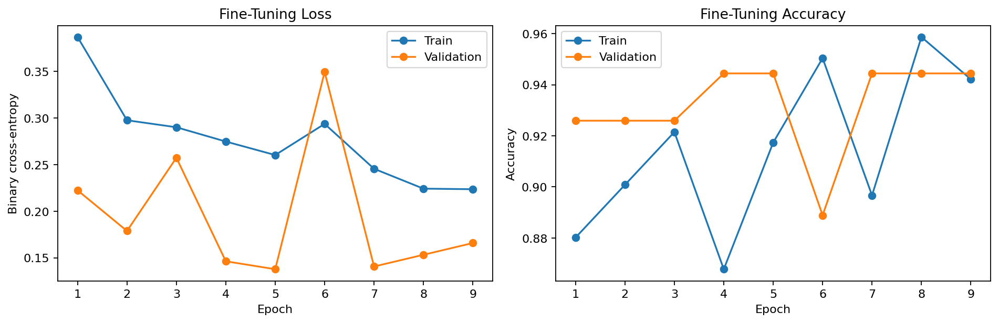 Fine-Tuning Loss
Train
Validation
0.35
0.30
0.25
0.20
0.15
Binary cross-entropy
1 2 3 4 5 6 7 8 9
Epoch
Fine-Tuning Accuracy
Train
Validation
0.96
0.94
0.92
0.90
0.88
Accuracy
1 2 3 4 5 6 7 8 9
Epoch